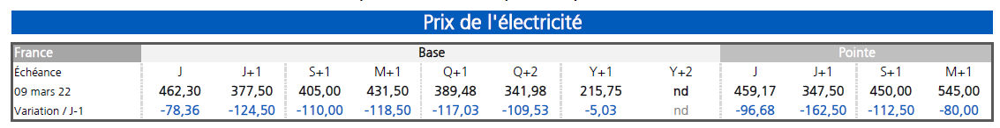 Prix de l'électricité
France Base Pointe
Échéance J J+1 S+1 M+1 Q+1 Q+2 Y+1 Y+2 J J+1 S+1 M+1
09 mars 22 462,30 377,50 405,00 431,50 389,48 341,98 215,75 nd 459,17 347,50 450,00 545,00
Variation / J-1 -78,36 -124,50 -110,00 -118,50 -117,03 -109,53 -5,03 nd -96,68 -162,50 -112,50 -80,00